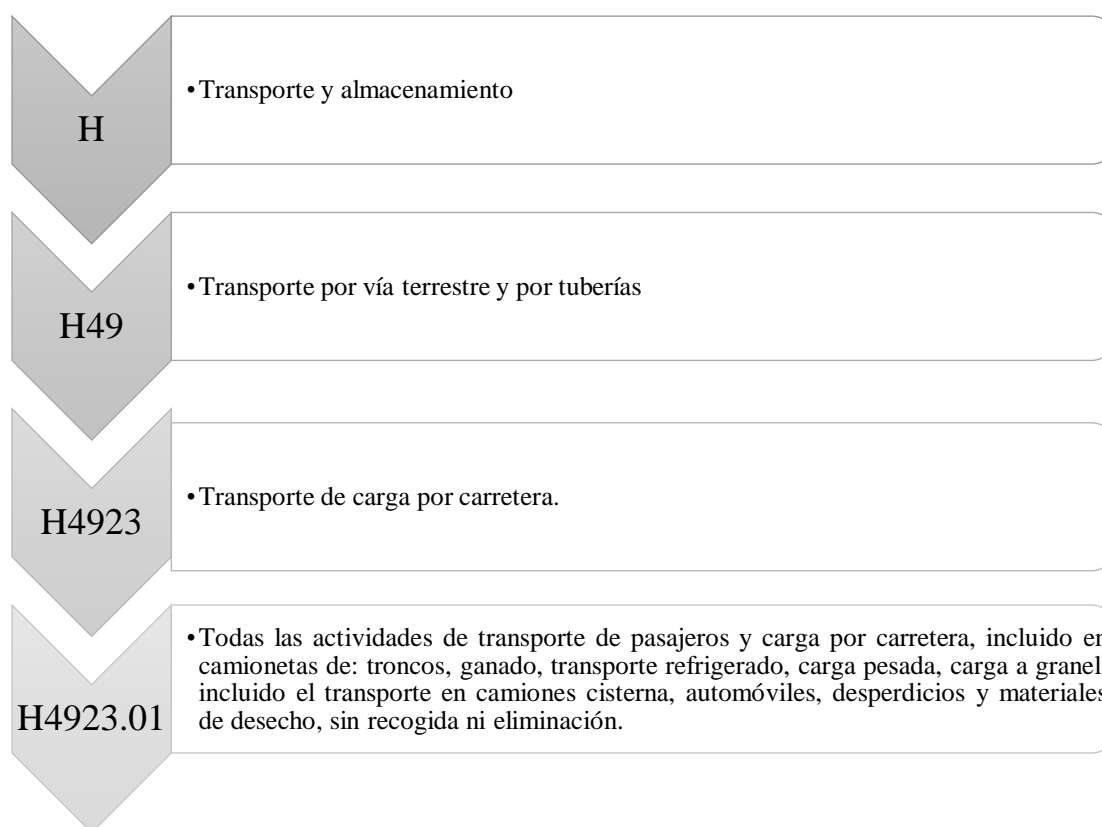 H
•Transporte y almacenamiento
H49
•Transporte por vía terrestre y por tuberías
H4923
•Transporte de carga por carretera.
H4923.01
•Todas las actividades de transporte de pasajeros y carga por carretera, incluido en
camionetas de: troncos, ganado, transporte refrigerado, carga pesada, carga a granel
incluido el transporte en camiones cisterna, automóviles, desperdicios y materiales
de desecho, sin recogida ni eliminación.